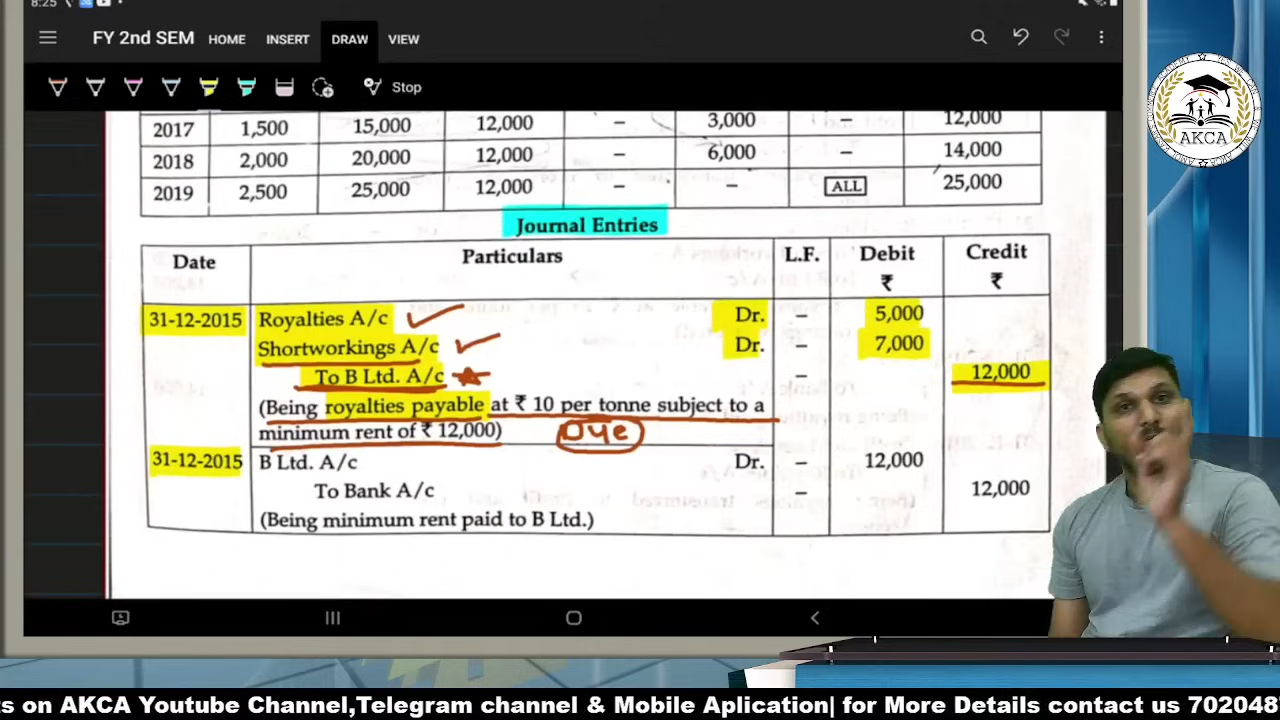 8:25
FY 2nd SEM HOME INSERT DRAW VIEW
Stop
2017 1,500 15,000 12,000 – 3,000 – 12,000
2018 2,000 20,000 12,000 – 6,000 – 14,000
2019 2,500 25,000 12,000 – – ALL 25,000
Journal Entries
Date Particulars L.F. Debit ₹ Credit ₹
31-12-2015 Royalties A/c Dr. – 5,000
Shortworkings A/c Dr. – 7,000
To B Ltd. A/c – 12,000
(Being royalties payable at ₹ 10 per tonne subject to a
minimum rent of ₹ 12,000) Due
31-12-2015 B Ltd. A/c Dr. – 12,000
To Bank A/c – 12,000
(Being minimum rent paid to B Ltd.)
AKCA
ts on AKCA Youtube Channel,Telegram channel & Mobile Aplication| for More Details contact us 702048